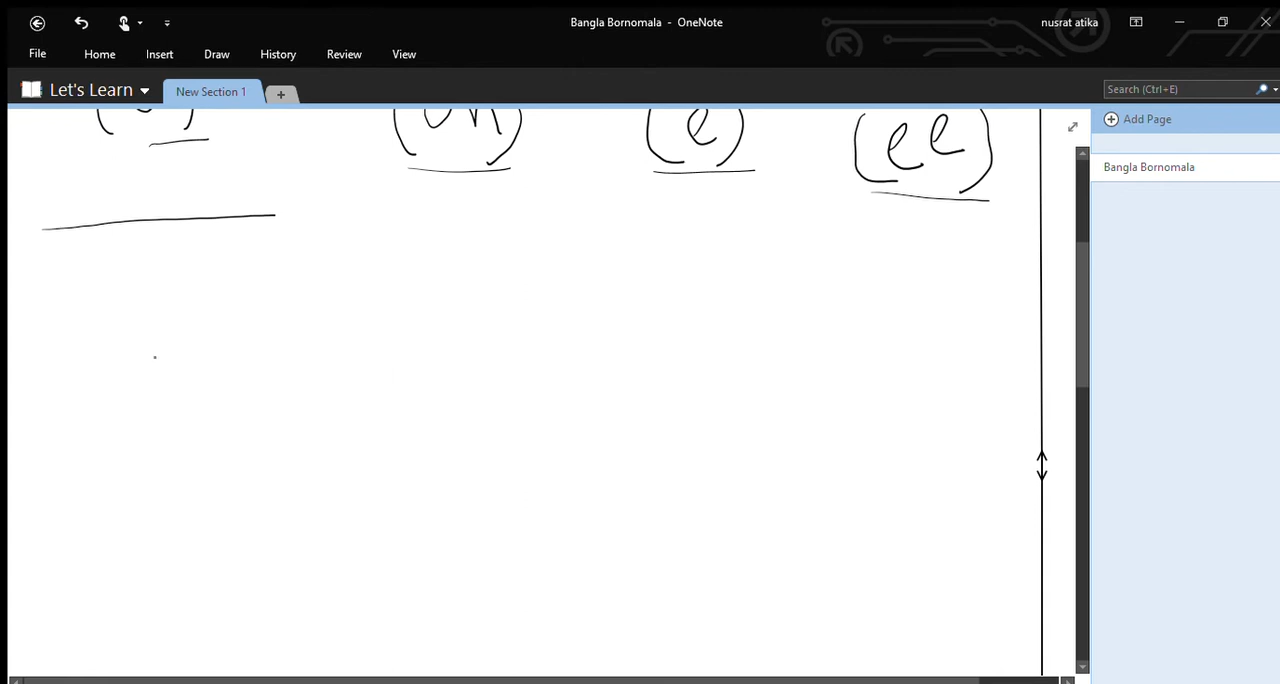 Bangla Bornomala - OneNote
nusrat atika
File Home Insert Draw History Review View
Let's Learn New Section 1 +
Search (Ctrl+E)
Add Page
Bangla Bornomala
(e) (ee)